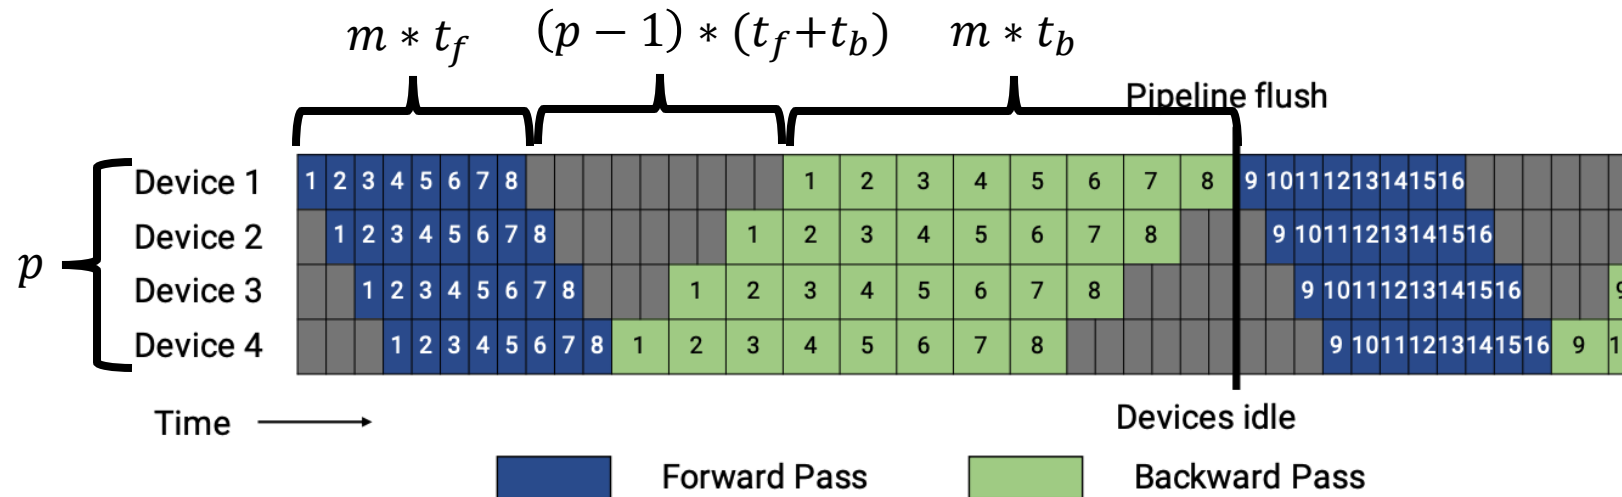 m * t_f (p − 1) * (t_f+t_b) m * t_b
Pipeline flush
p
Device 1 1 2 3 4 5 6 7 8 1 2 3 4 5 6 7 8 9 10 11 12 13 14 15 16
Device 2 1 2 3 4 5 6 7 8 1 2 3 4 5 6 7 8 9 10 11 12 13 14 15 16
Device 3 1 2 3 4 5 6 7 8 1 2 3 4 5 6 7 8 9 10 11 12 13 14 15 16 9
Device 4 1 2 3 4 5 6 7 8 1 2 3 4 5 6 7 8 9 10 11 12 13 14 15 16 9 1
Time
Devices idle
Forward Pass Backward Pass